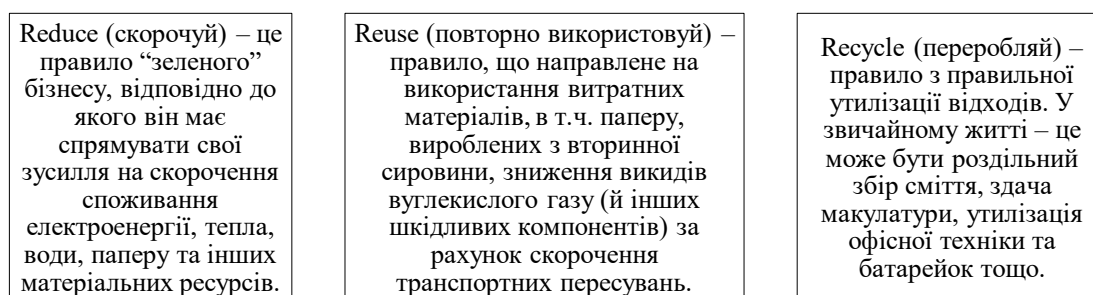 Reduce (скорочуй) – це
правило “зеленого”
бізнесу, відповідно до
якого він має
спрямувати свої
зусилля на скорочення
споживання
електроенергії, тепла,
води, паперу та інших
матеріальних ресурсів.
Reuse (повторно використовуй) –
правило, що направлене на
використання витратних
матеріалів, в т.ч. паперу,
вироблених з вторинної
сировини, зниження викидів
вуглекислого газу (й інших
шкідливих компонентів) за
рахунок скорочення
транспортних пересувань.
Recycle (переробляй) –
правило з правильної
утилізації відходів. У
звичайному житті – це
може бути роздільний
збір сміття, здача
макулатури, утилізація
офісної техніки та
батарейок тощо.